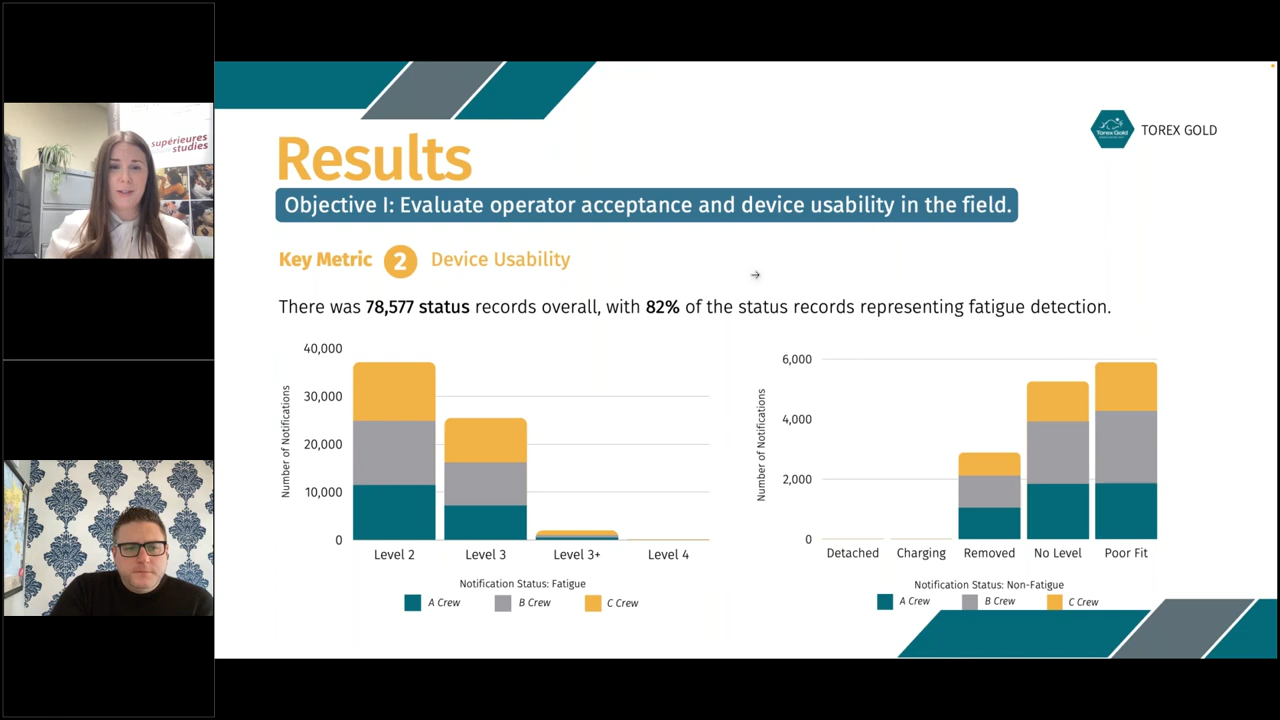 supérieures
studies
Torex Gold
TOREX GOLD
Results
Objective I: Evaluate operator acceptance and device usability in the field.
Key Metric 2 Device Usability
There was 78,577 status records overall, with 82% of the status records representing fatigue detection.
Number of Notifications
40,000
30,000
20,000
10,000
0
Level 2 Level 3 Level 3+ Level 4
Notification Status: Fatigue
A Crew B Crew C Crew
Number of Notifications
6,000
4,000
2,000
0
Detached Charging Removed No Level Poor Fit
Notification Status: Non-Fatigue
A Crew B Crew C Crew